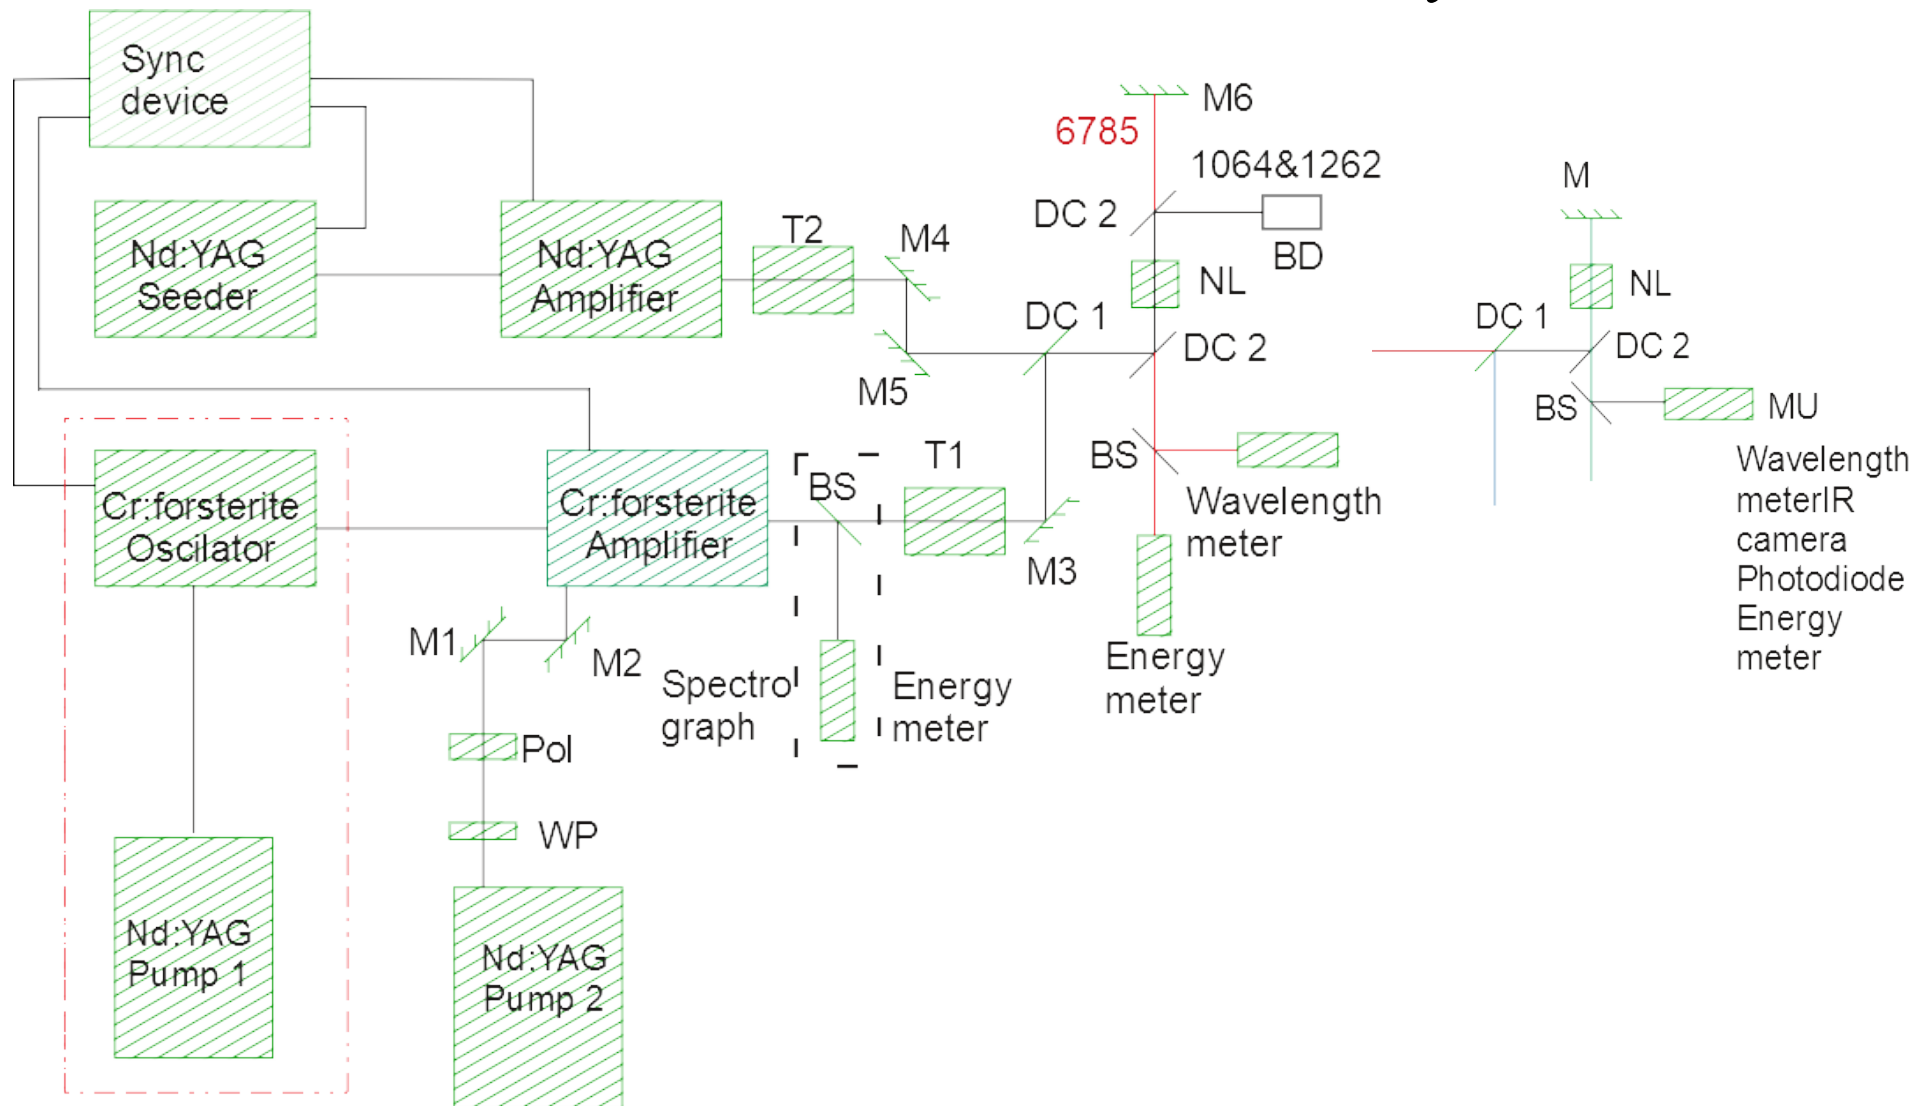 Sync
device
Nd:YAG
Seeder
Nd:YAG
Amplifier
T2
M4
M5
M6
6785
1064&1262
DC 2
BD
NL
DC 1
DC 2
M
NL
DC 1
DC 2
BS
MU
Wavelength
meterIR
camera
Photodiode
Energy
meter
Cr:forsterite
Oscilator
Cr:forsterite
Amplifier
BS
T1
M3
BS
Wavelength
meter
Energy
meter
M1
M2
Spectro
graph
Energy
meter
Pol
WP
Nd:YAG
Pump 1
Nd:YAG
Pump 2